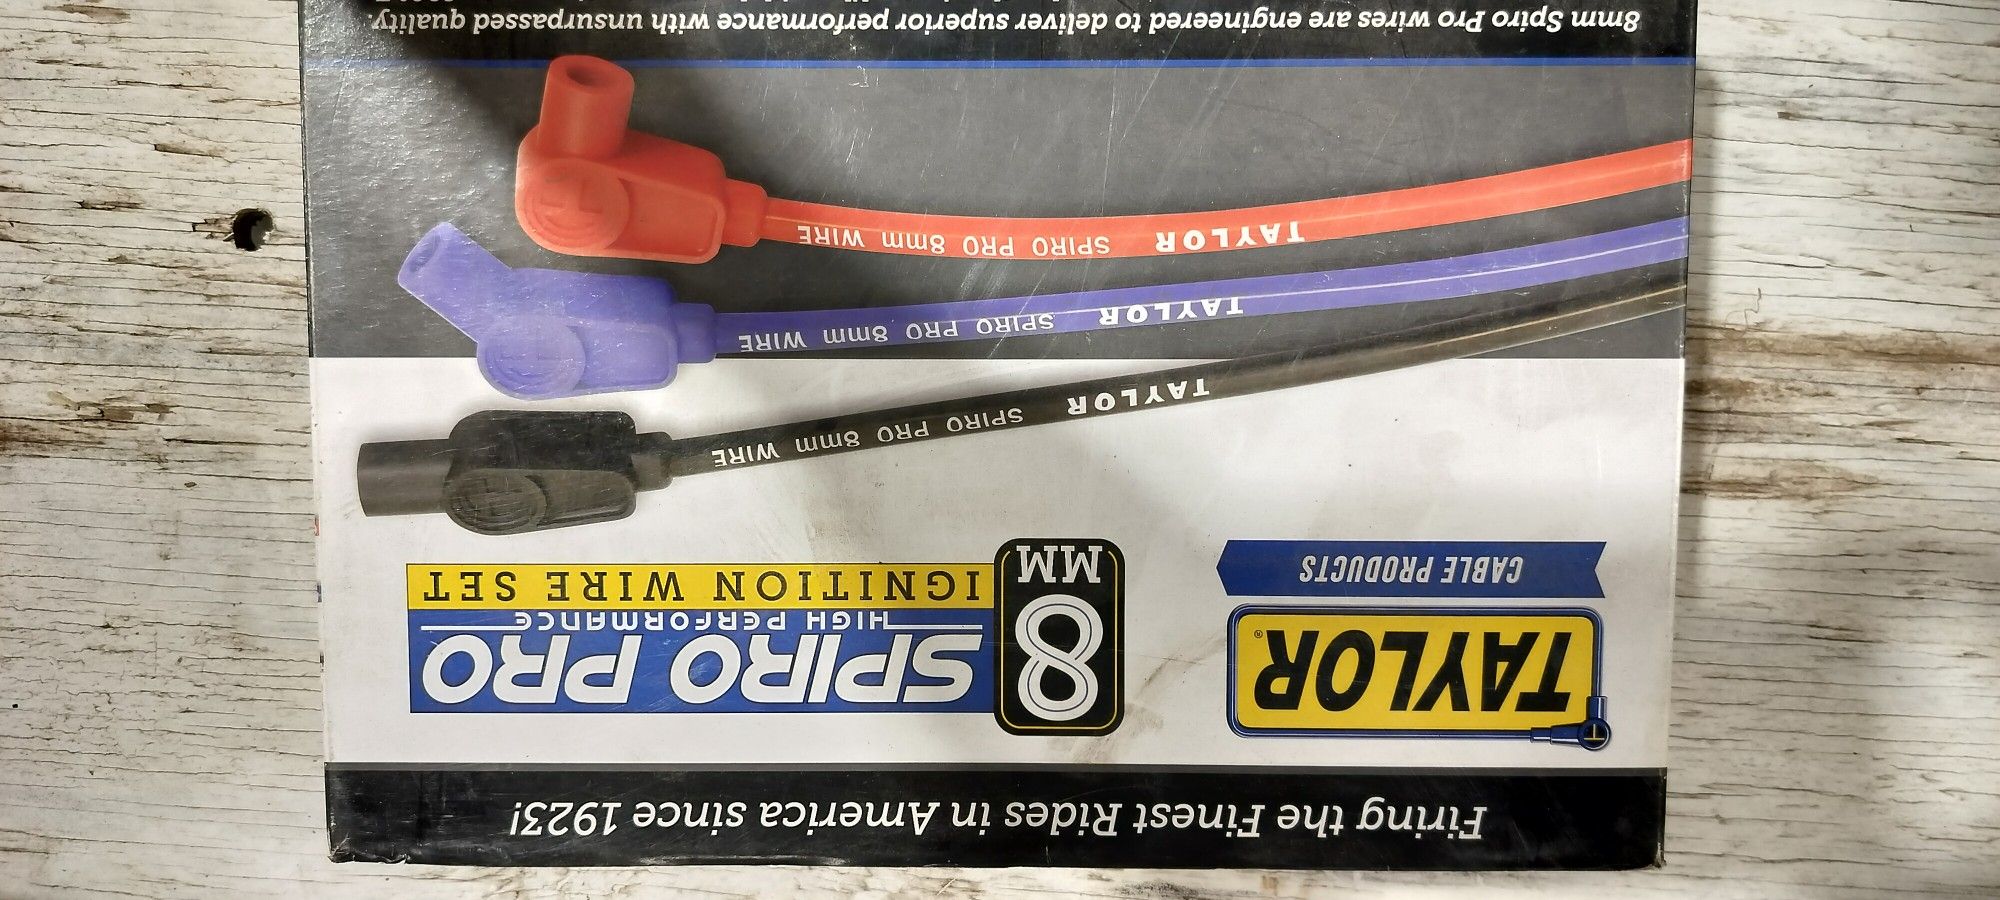 Firing the Finest Rides in America since 1923!
TAYLOR®
CABLE PRODUCTS
8
MM
SPIRO PRO
HIGH PERFORMANCE
IGNITION WIRE SET
TAYLOR SPIRO PRO 8mm WIRE
TAYLOR SPIRO PRO 8mm WIRE
TAYLOR SPIRO PRO 8mm WIRE
8mm Spiro Pro wires are engineered to deliver superior performance with unsurpassed quality.